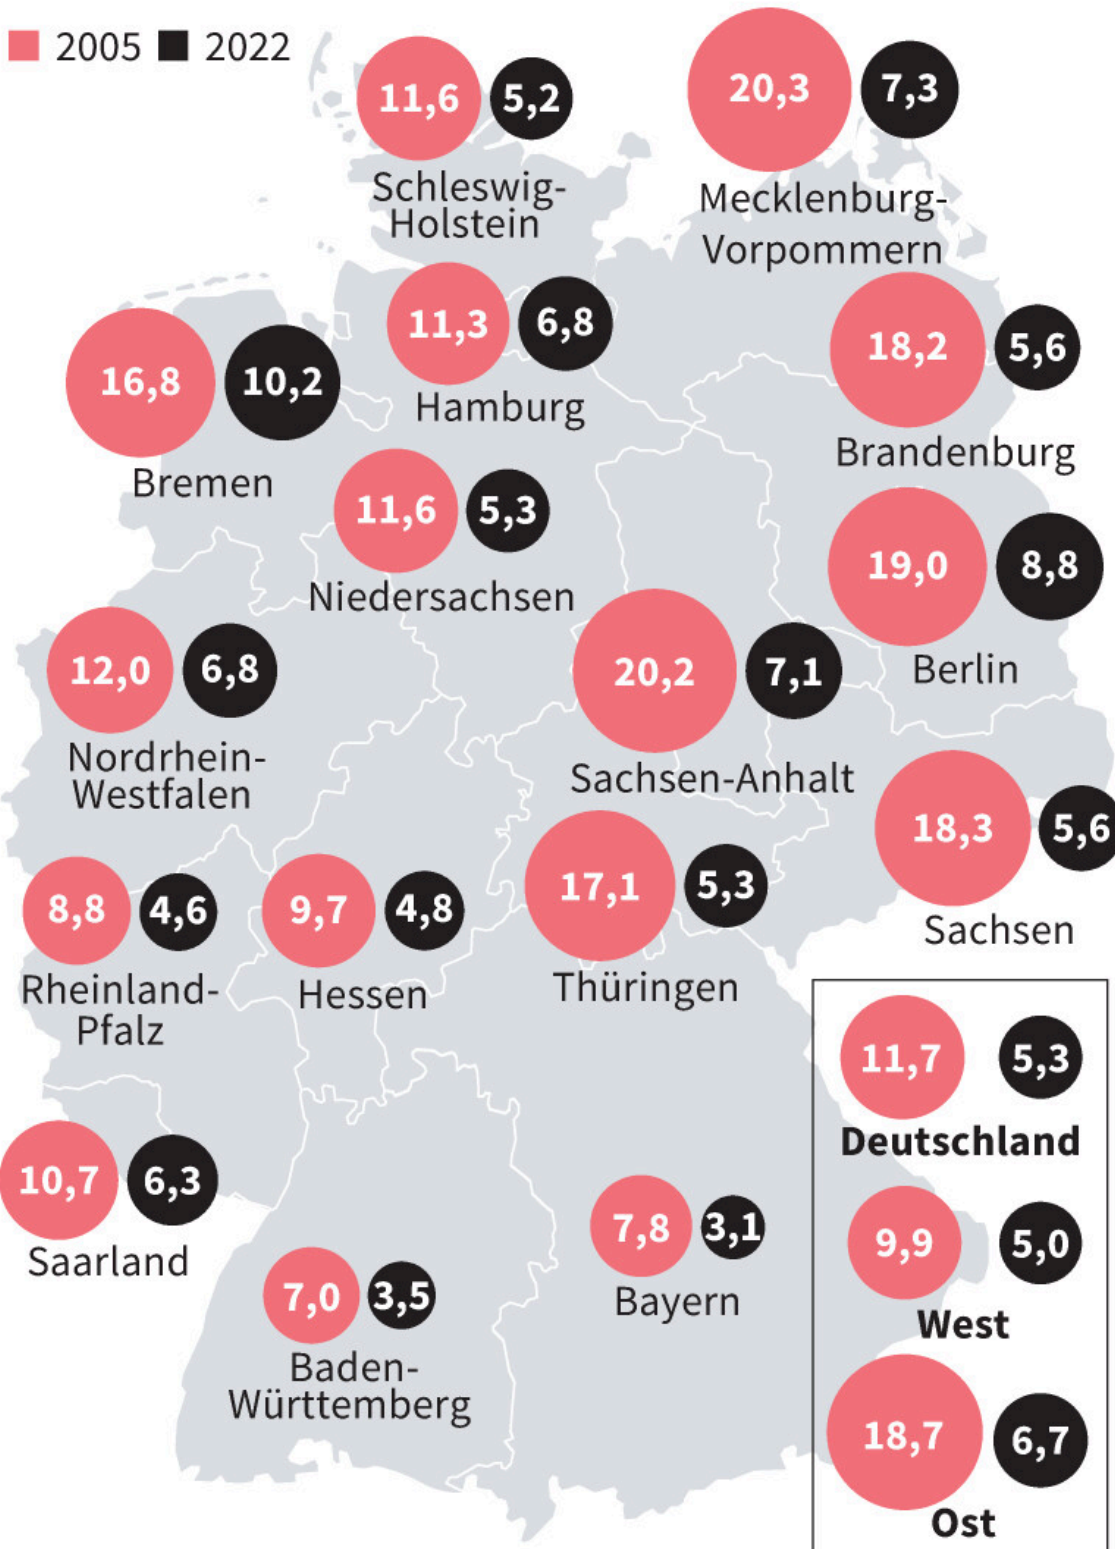 2005 2022
11,6 5,2
Schleswig-
Holstein
20,3 7,3
Mecklenburg-
Vorpommern
11,3 6,8
Hamburg
16,8 10,2
Bremen
18,2 5,6
Brandenburg
11,6 5,3
Niedersachsen
19,0 8,8
Berlin
12,0 6,8
Nordrhein-
Westfalen
20,2 7,1
Sachsen-Anhalt
18,3 5,6
Sachsen
8,8 4,6
Rheinland-
Pfalz
9,7 4,8
Hessen
17,1 5,3
Thüringen
10,7 6,3
Saarland
7,0 3,5
Baden-
Württemberg
7,8 3,1
Bayern
11,7 5,3
Deutschland
9,9 5,0
West
18,7 6,7
Ost